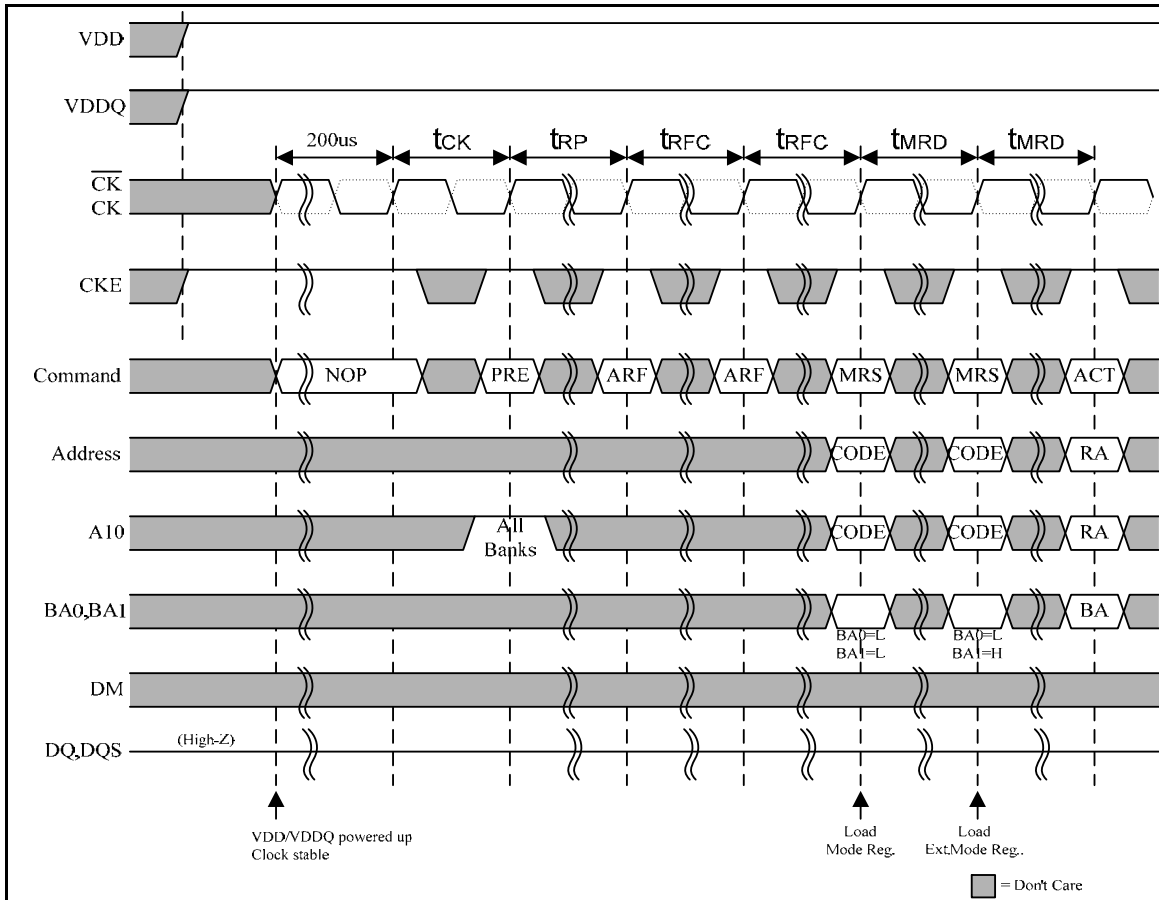 VDD
VDDQ
200us tCK tRP tRFC tRFC tMRD tMRD
CK
CK
CKE
Command NOP PRE ARF ARF MRS MRS ACT
Address CODE CODE RA
A10 All Banks CODE CODE RA
BA0,BA1 BA
BA0=L BA0=L
BA1=L BA1=H
DM
DQ,DQS (High-Z)
VDD/VDDQ powered up
Clock stable
Load
Mode Reg.
Load
Ext.Mode Reg..
= Don't Care